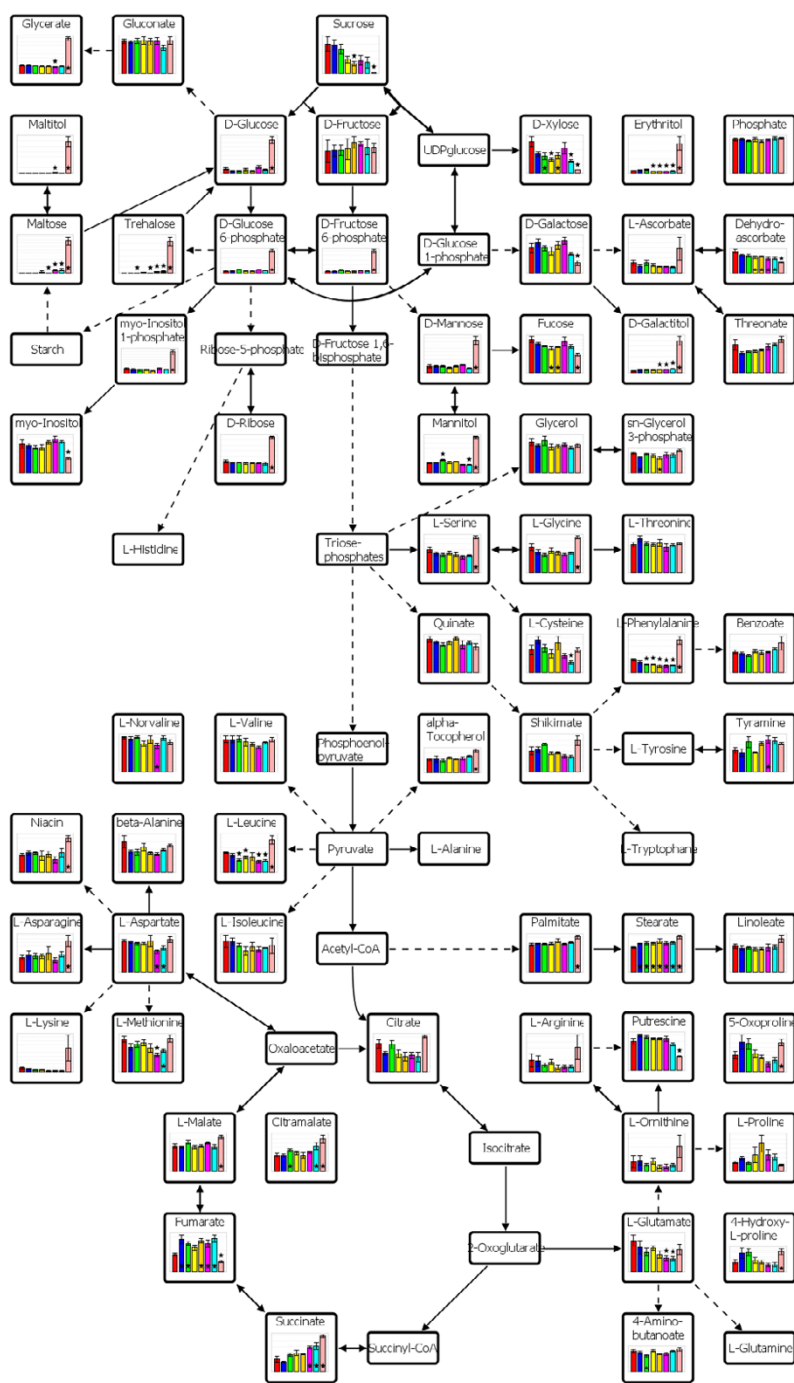 Glycerate
Gluconate
Sucrose
Maltitol
D-Glucose
D-Fructose
UDPglucose
D-Xylose
Erythritol
Phosphate
Maltose
Trehalose
D-Glucose
6-phosphate
D-Fructose
6-phosphate
D-Glucose
1-phosphate
D-Galactose
L-Ascorbate
Dehydro-
ascorbate
Starch
myo-Inositol
1-phosphate
Ribose-5-phosphate
D-Fructose 1,6-
bisphosphate
D-Mannose
Fucose
D-Galactitol
Threonate
myo-Inositol
D-Ribose
Mannitol
Glycerol
sn-Glycerol
3-phosphate
L-Histidine
Triose-
phosphates
L-Serine
L-Glycine
L-Threonine
Quinate
L-Cysteine
L-Phenylalanine
Benzoate
L-Norvaline
L-Valine
Phosphoenol-
pyruvate
alpha-
Tocopherol
Shikimate
L-Tyrosine
Tyramine
Niacin
beta-Alanine
L-Leucine
Pyruvate
L-Alanine
L-Tryptophane
L-Asparagine
L-Aspartate
L-Isoleucine
Acetyl-CoA
Palmitate
Stearate
Linoleate
L-Lysine
L-Methionine
Oxaloacetate
Citrate
L-Arginine
Putrescine
5-Oxoproline
L-Malate
Citramalate
Isocitrate
L-Ornithine
L-Proline
Fumarate
2-Oxoglutarate
L-Glutamate
4-Hydroxy-
L-proline
Succinate
Succinyl-CoA
4-Amino-
butanoate
L-Glutamine